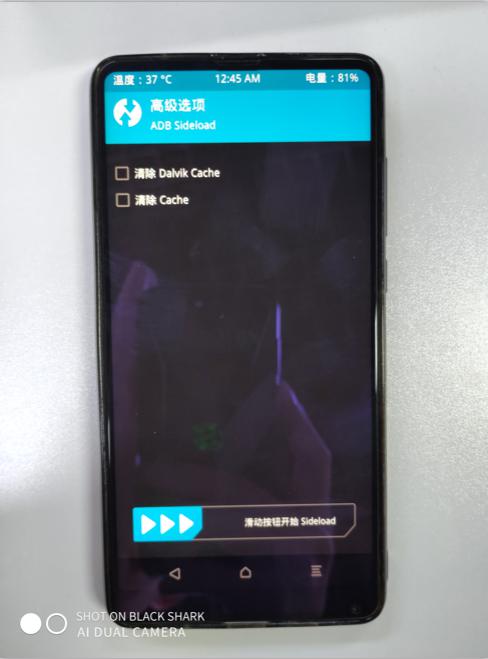 温度：37 °C 12:45 AM 电量：81%
高级选项
ADB Sideload
清除 Dalvik Cache
清除 Cache
滑动按钮开始 Sideload
SHOT ON BLACK SHARK
AI DUAL CAMERA